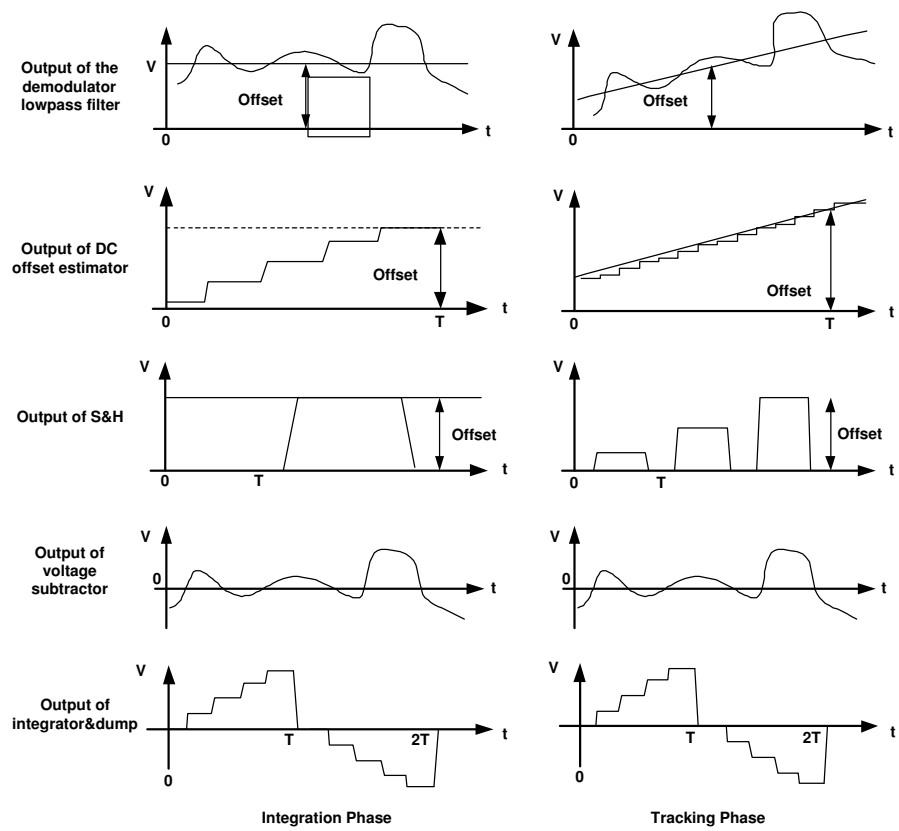 Output of the
demodulator
lowpass filter
V
Offset
0
t
V
Offset
0
t
Output of DC
offset estimator
V
Offset
0
T
t
V
Offset
0
T
t
Output of S&H
V
Offset
0
T
t
V
Offset
0
T
t
Output of
voltage
subtractor
V
0
t
V
0
t
Output of
integrator&dump
V
T
2T
t
0
V
T
2T
t
0
Integration Phase
Tracking Phase